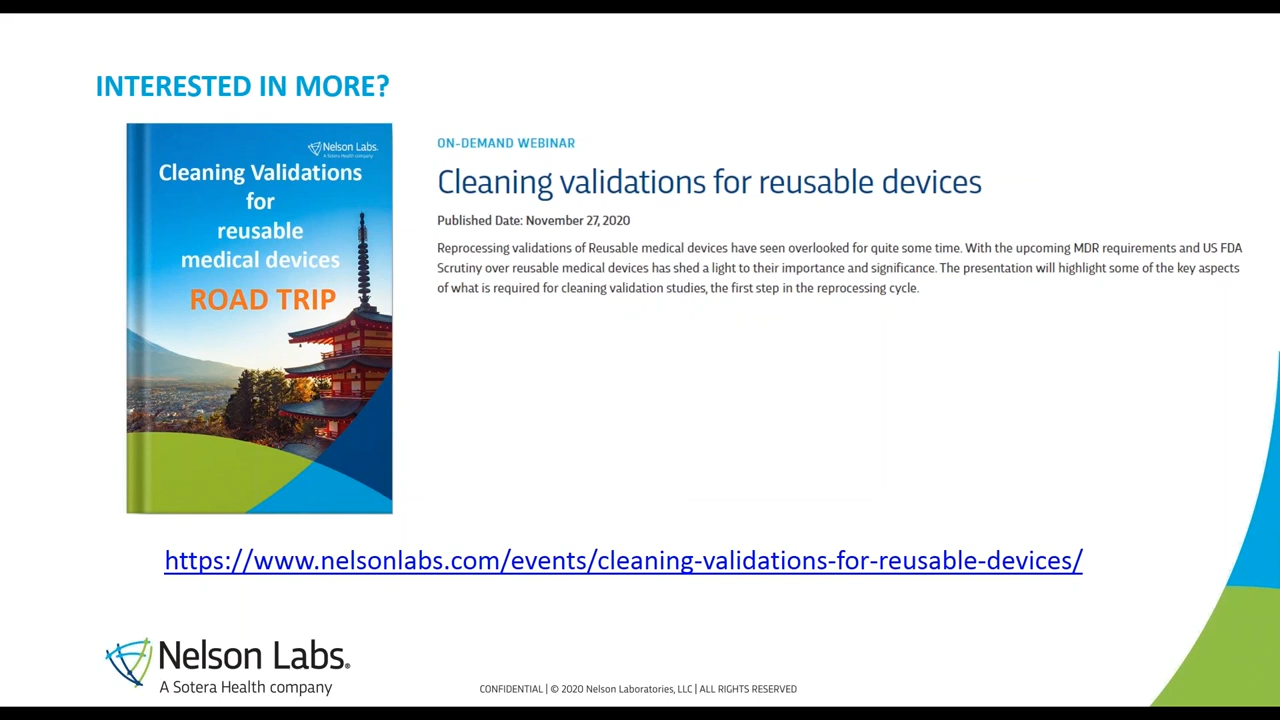 INTERESTED IN MORE?
Nelson Labs.
A Sotera Health company
Cleaning Validations
for
reusable
medical devices
ROAD TRIP
ON-DEMAND WEBINAR
Cleaning validations for reusable devices
Published Date: November 27, 2020
Reprocessing validations of Reusable medical devices have seen overlooked for quite some time. With the upcoming MDR requirements and US FDA
Scrutiny over reusable medical devices has shed a light to their importance and significance. The presentation will highlight some of the key aspects
of what is required for cleaning validation studies, the first step in the reprocessing cycle.
https://www.nelsonlabs.com/events/cleaning-validations-for-reusable-devices/
Nelson Labs®
A Sotera Health company
CONFIDENTIAL | © 2020 Nelson Laboratories, LLC | ALL RIGHTS RESERVED